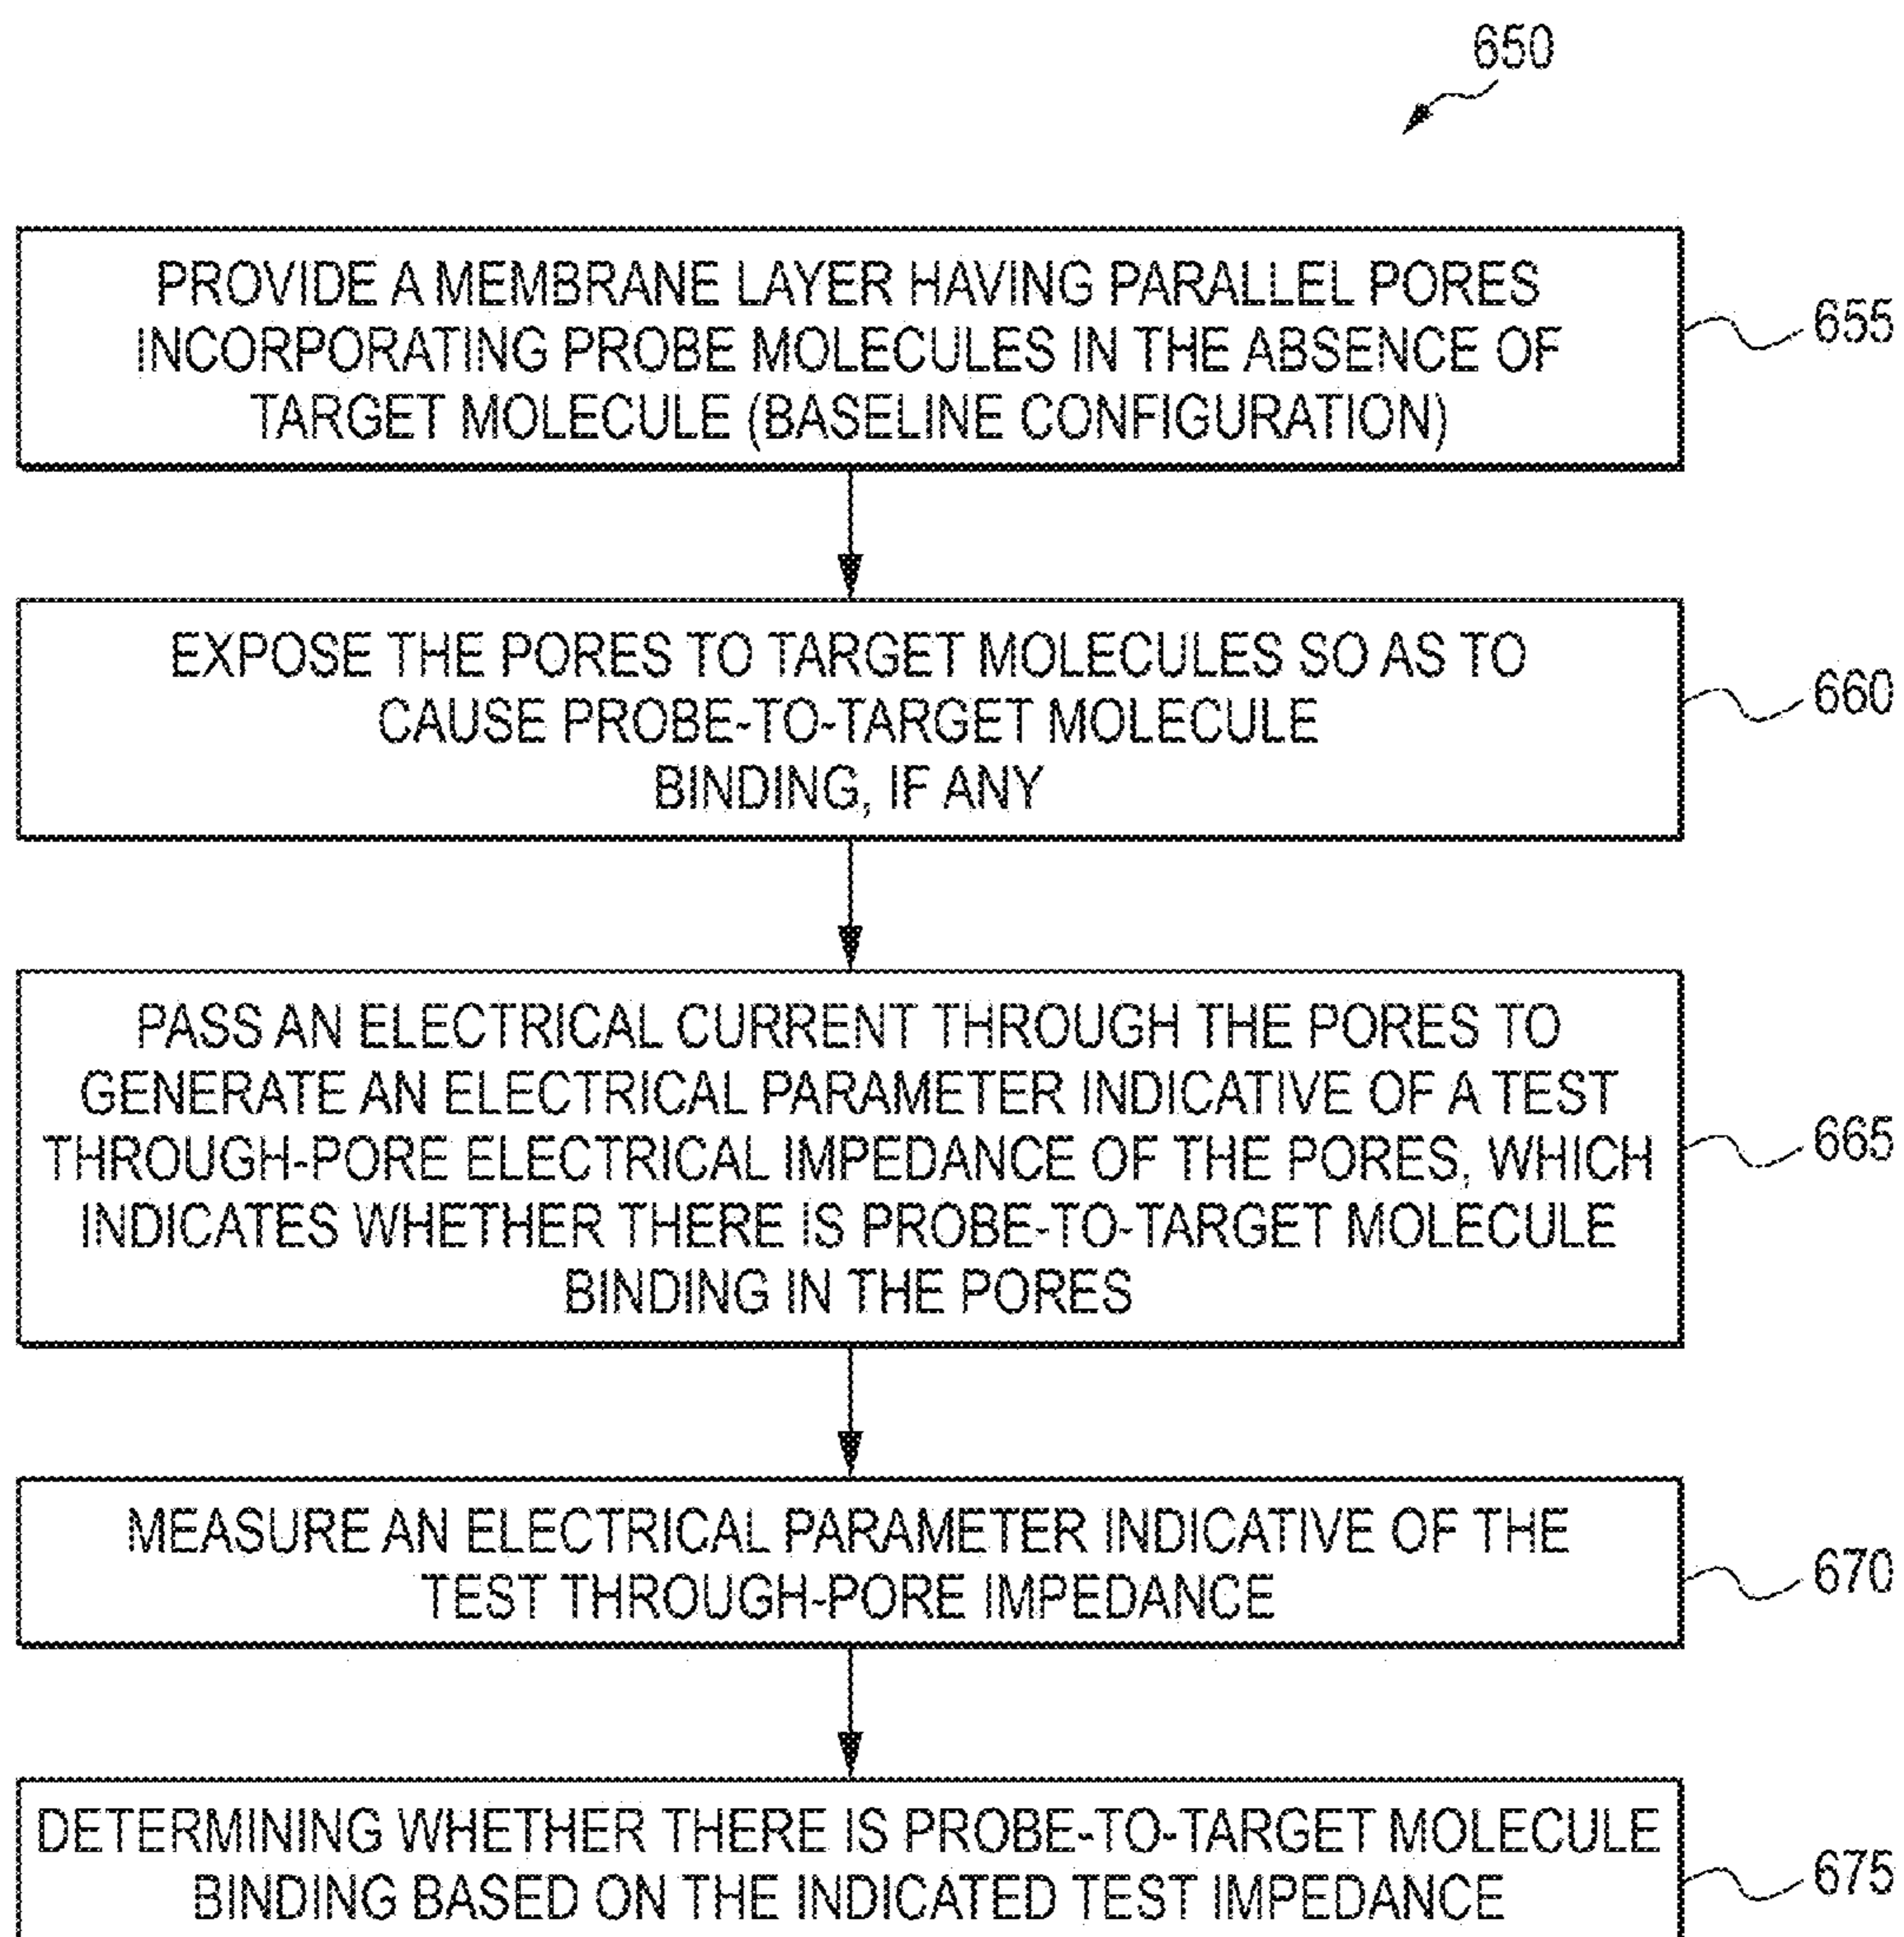 650
PROVIDE A MEMBRANE LAYER HAVING PARALLEL PORES
INCORPORATING PROBE MOLECULES IN THE ABSENCE OF
TARGET MOLECULE (BASELINE CONFIGURATION)
655
EXPOSE THE PORES TO TARGET MOLECULES SO AS TO
CAUSE PROBE-TO-TARGET MOLECULE
BINDING, IF ANY
660
PASS AN ELECTRICAL CURRENT THROUGH THE PORES TO
GENERATE AN ELECTRICAL PARAMETER INDICATIVE OF A TEST
THROUGH-PORE ELECTRICAL IMPEDANCE OF THE PORES, WHICH
INDICATES WHETHER THERE IS PROBE-TO-TARGET MOLECULE
BINDING IN THE PORES
665
MEASURE AN ELECTRICAL PARAMETER INDICATIVE OF THE
TEST THROUGH-PORE IMPEDANCE
670
DETERMINING WHETHER THERE IS PROBE-TO-TARGET MOLECULE
BINDING BASED ON THE INDICATED TEST IMPEDANCE
675